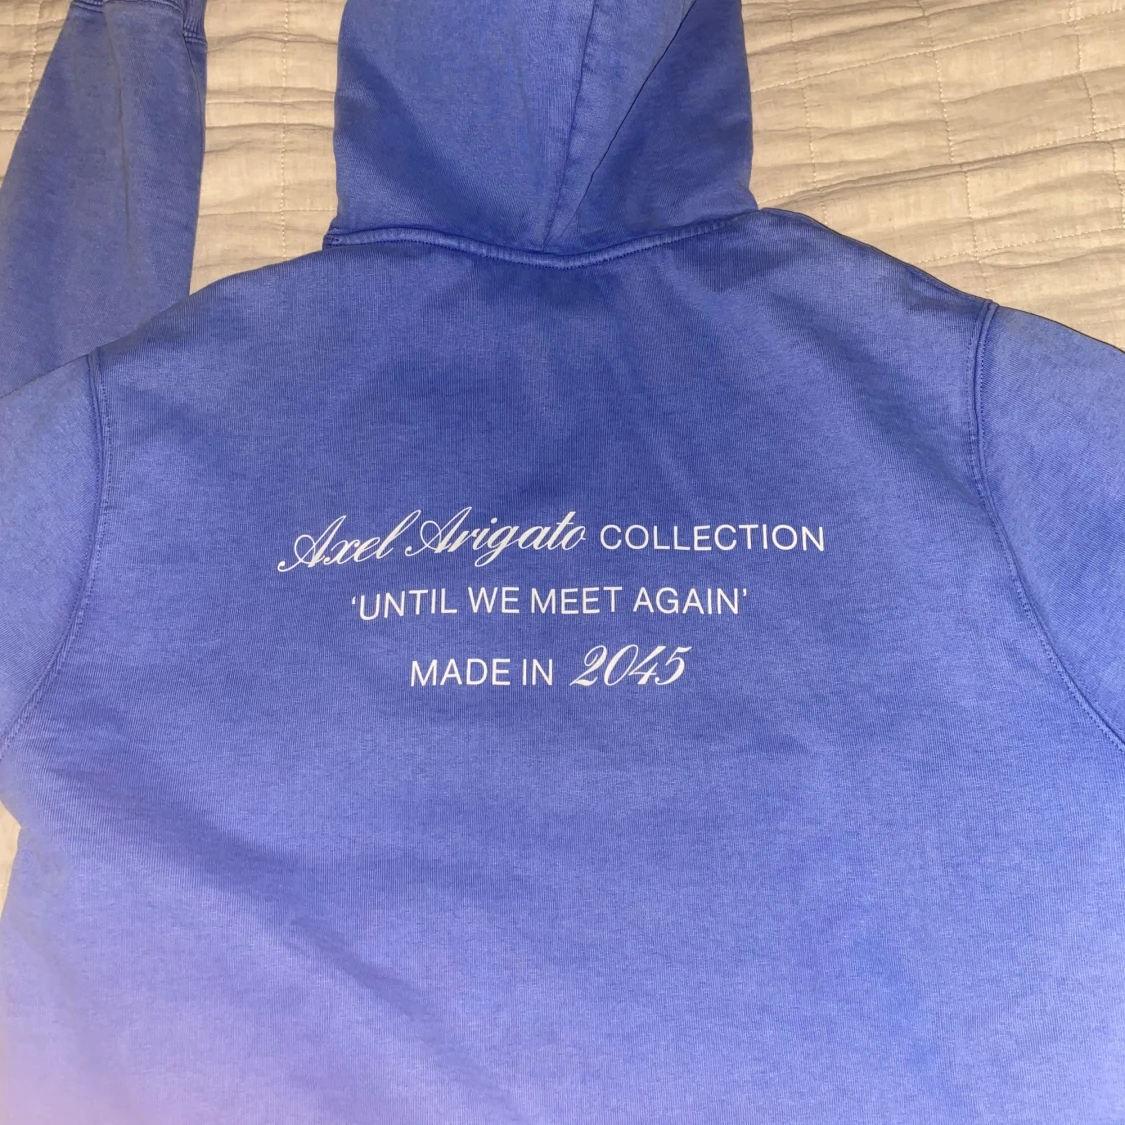 Axel Arigato COLLECTION
‘UNTIL WE MEET AGAIN’
MADE IN 2045